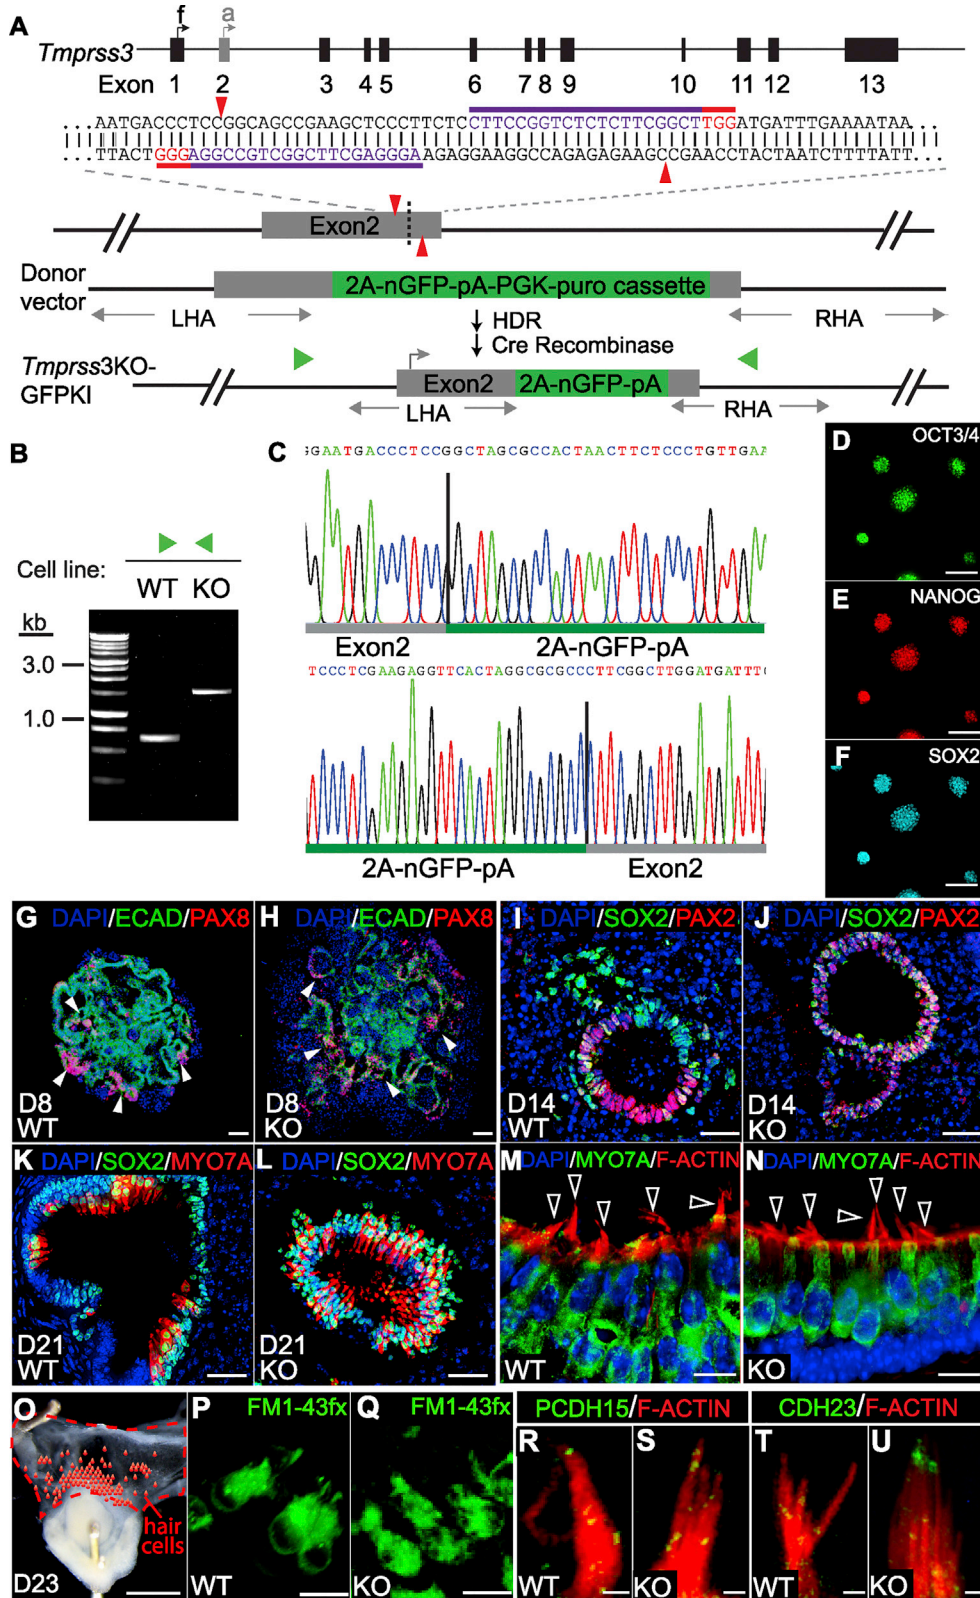 A
f
a
Tmprss3
Exon 1 2 3 4 5 6 7 8 9 10 11 12 13
...AATGACCCTCCGGCAGCCGAAGCTCCCTTCTCCTTCCGGTCTCTCTTCGGCTTGGATGATTTGAAAATAA...
...TTACTGGGAGGCCGTCGGCTTCGAGGGAAGAGGAAGGCCAGAGAGAAGCCGAACCTACTAATCTTTTATT...
Exon2
Donor vector
2A-nGFP-pA-PGK-puro cassette
LHA
HDR
RHA
Cre Recombinase
Tmprss3KO-GFPKI
Exon2
2A-nGFP-pA
LHA
RHA
B
Cell line:
WT KO
kb
3.0
1.0
C
GGAATGACCCTCCGGCTAGCGCCACTAACTTCTCCCTGTTGAA
Exon2
2A-nGFP-pA
TCCCTCGAAGAGGTTCACTAGGCGCGCCCTTCGGCTTGGATGATTTG
2A-nGFP-pA
Exon2
D
OCT3/4
E
NANOG
F
SOX2
G
DAPI/ECAD/PAX8
D8
WT
H
DAPI/ECAD/PAX8
D8
KO
I
DAPI/SOX2/PAX2
D14
WT
J
DAPI/SOX2/PAX2
D14
KO
K
DAPI/SOX2/MYO7A
D21
WT
L
DAPI/SOX2/MYO7A
D21
KO
M
DAPI/MYO7A/F-ACTIN
WT
N
DAPI/MYO7A/F-ACTIN
KO
O
hair
cells
D23
P
FM1-43fx
WT
Q
FM1-43fx
KO
PCDH15/F-ACTIN
R
WT
S
KO
CDH23/F-ACTIN
T
WT
U
KO